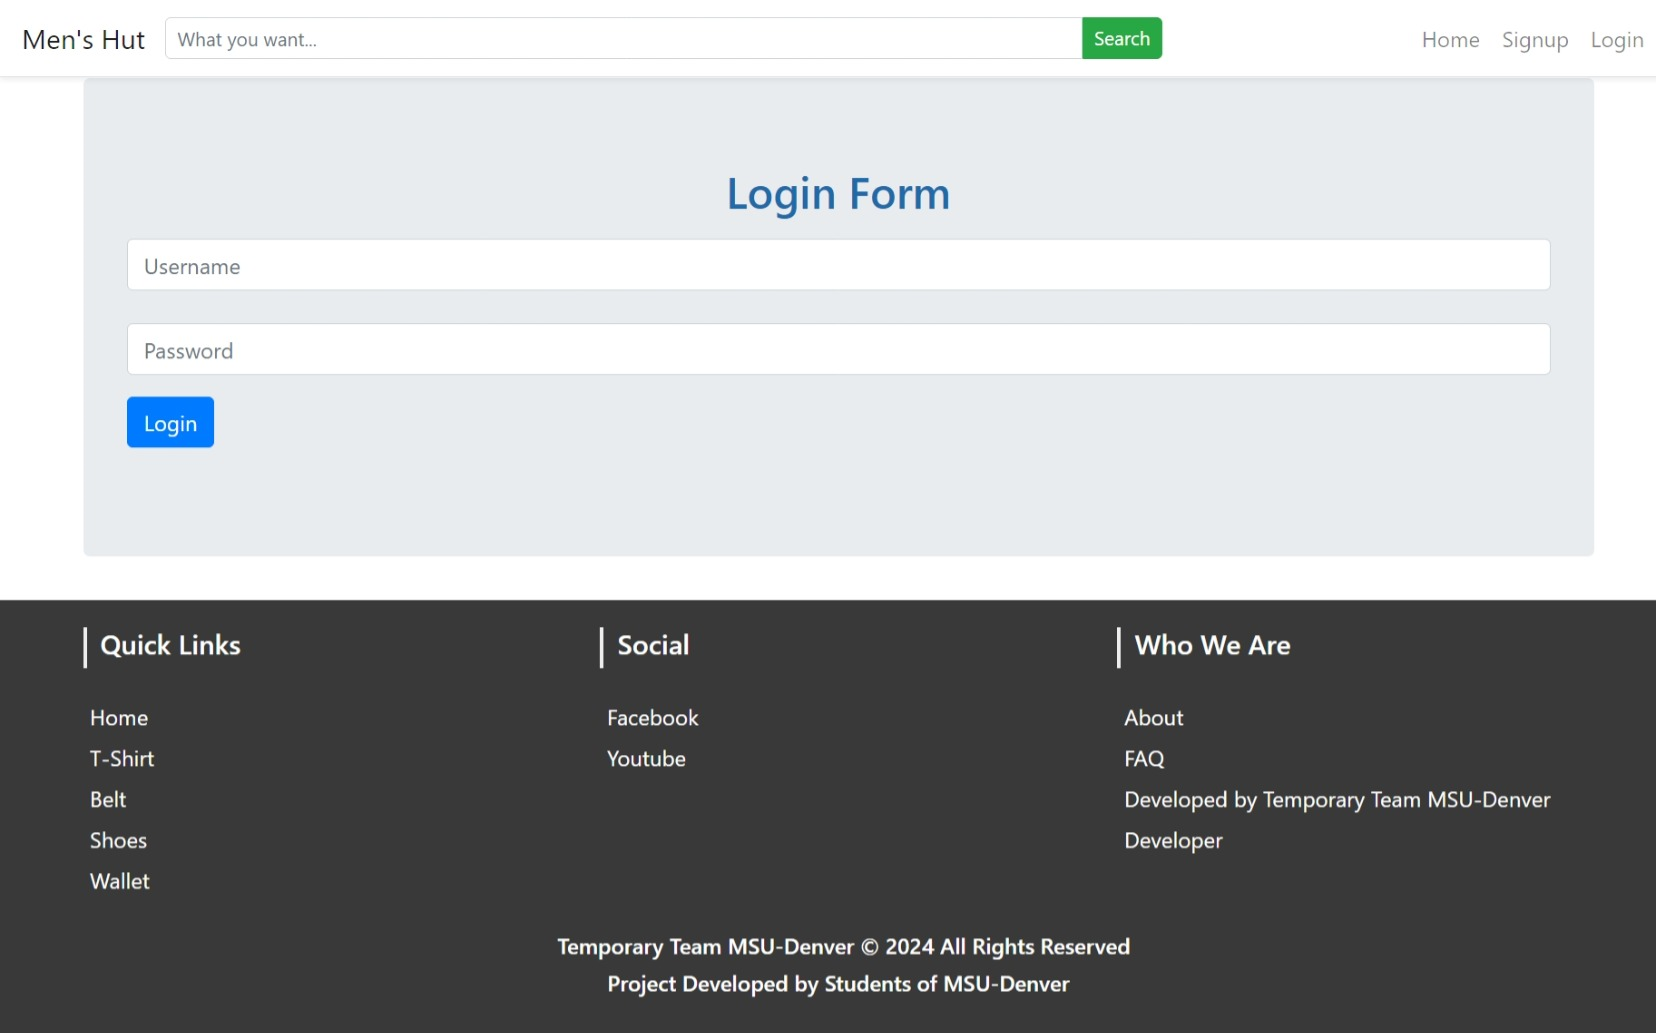 Men's Hut
What you want...
Search
Home
Signup
Login
Login Form
Username
Password
Login
Quick Links
Home
T-Shirt
Belt
Shoes
Wallet
Social
Facebook
Youtube
Who We Are
About
FAQ
Developed by Temporary Team MSU-Denver
Developer
Temporary Team MSU-Denver © 2024 All Rights Reserved
Project Developed by Students of MSU-Denver